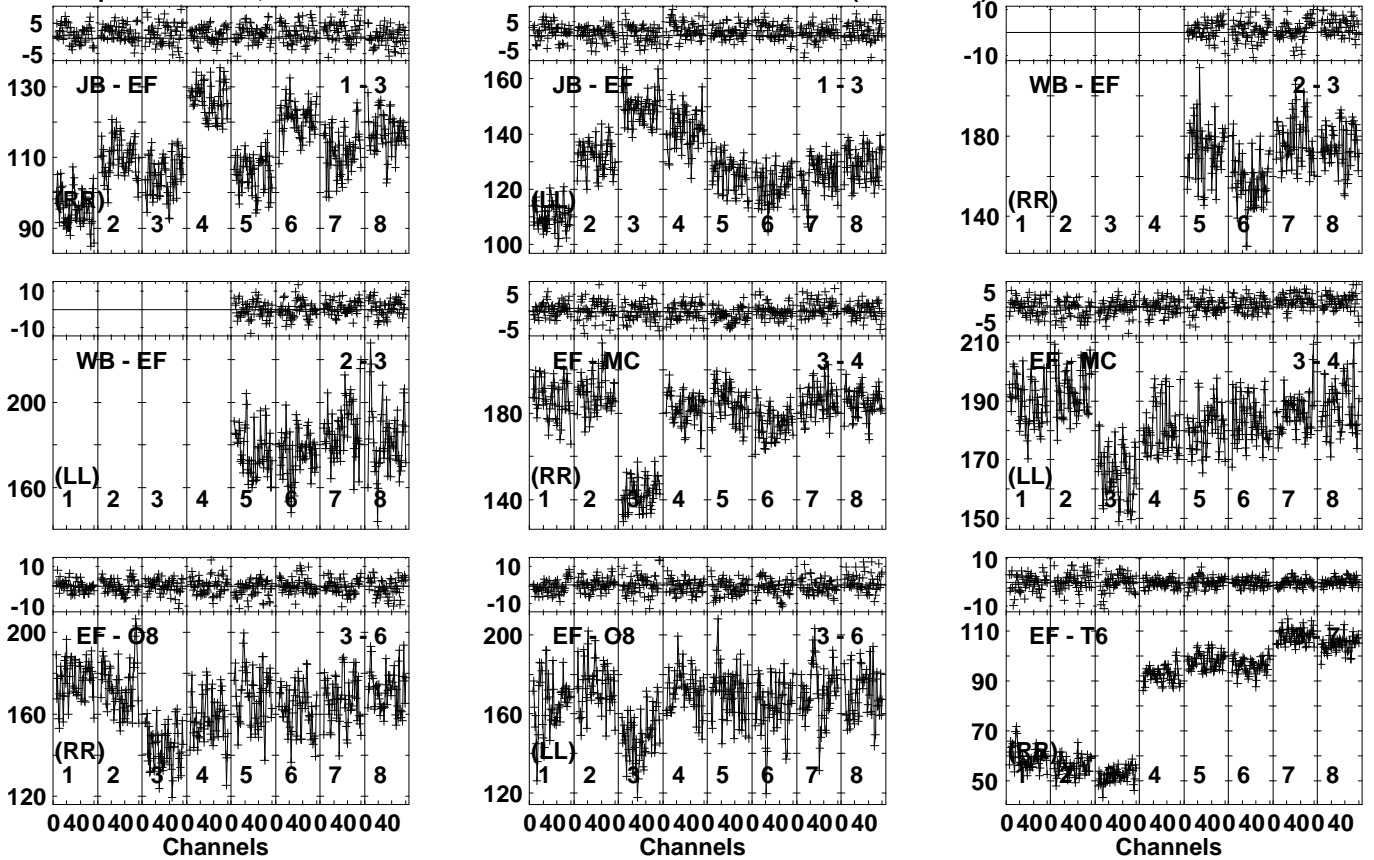 5 5 10
-5 -5 -10
JB - EF 1 - 3
130
110
90
(RR)
2 3 4 5 6 7 8
JB - EF 1 - 3
160
140
120
100
(LL)
2 3 4 5 6 7 8
WB - EF 2 - 3
180
140
(RR)
1 2 3 4 5 6 7 8
10 5 5
-10 -5 -5
WB - EF 2 - 3
200
160
(LL)
1 2 3 4 5 6 7 8
EF - MC 3 - 4
180
140
(RR)
1 2 3 4 5 6 7 8
EF - MC 3 - 4
210
190
170
150
(LL)
1 2 3 4 5 6 7 8
10 10 10
-10 -10 -10
EF - O8 3 - 6
200
160
120
(RR)
1 2 3 4 5 6 7 8
EF - O8 3 - 6
200
160
120
(LL)
1 2 3 4 5 6 7 8
EF - T6 7
110
90
70
50
(RR)
1 2 3 4 5 6 7 8
0 40 0 40 0 40 0 40 0 40 0 40 0 40 0 40
Channels
0 40 0 40 0 40 0 40 0 40 0 40 0 40 0 40
Channels
0 40 0 40 0 40 0 40 0 40 0 40 0 40 0 40